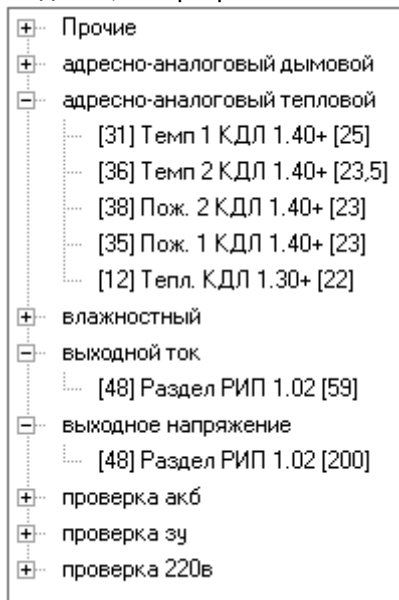 Прочие
адресно-аналоговый дымовой
адресно-аналоговый тепловой
[31] Темп 1 КДЛ 1.40+ [25]
[36] Темп 2 КДЛ 1.40+ [23,5]
[38] Пож. 2 КДЛ 1.40+ [23]
[35] Пож. 1 КДЛ 1.40+ [23]
[12] Тепл. КДЛ 1.30+ [22]
влажностный
выходной ток
[48] Раздел РИП 1.02 [59]
выходное напряжение
[48] Раздел РИП 1.02 [200]
проверка акб
проверка зу
проверка 220в